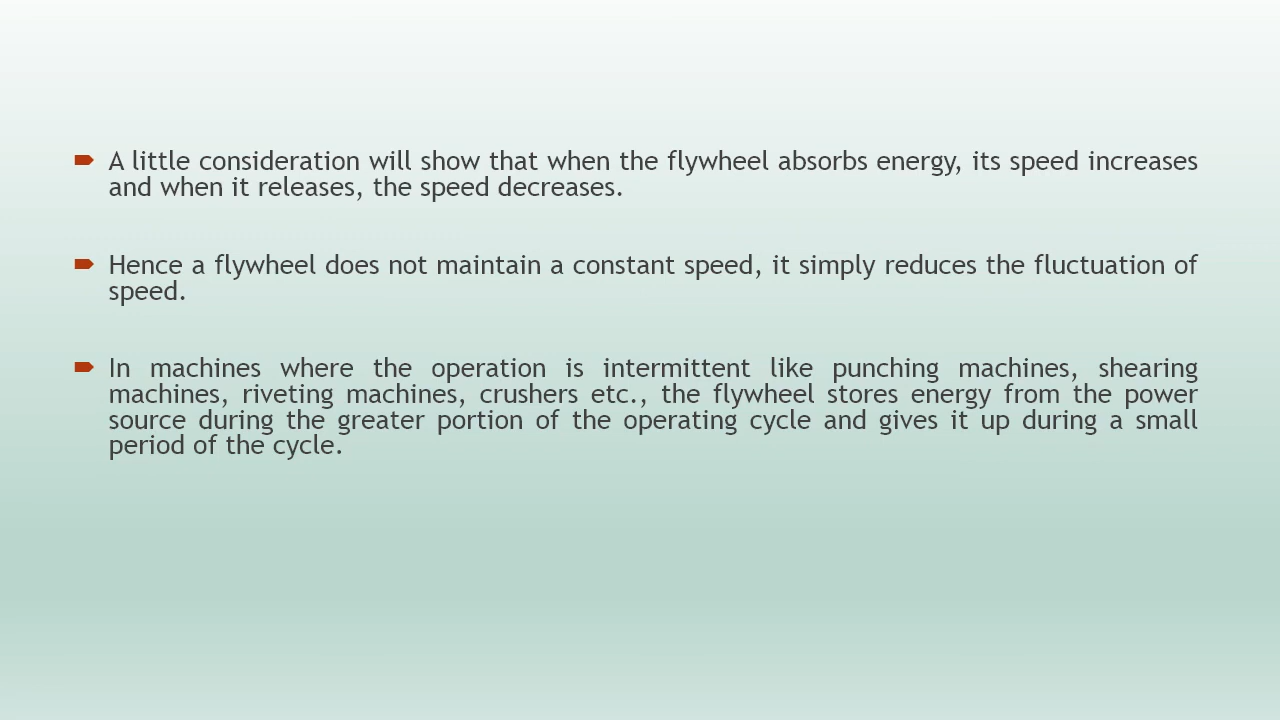 A little consideration will show that when the flywheel absorbs energy, its speed increases
and when it releases, the speed decreases.
Hence a flywheel does not maintain a constant speed, it simply reduces the fluctuation of
speed.
In machines where the operation is intermittent like punching machines, shearing
machines, riveting machines, crushers etc., the flywheel stores energy from the power
source during the greater portion of the operating cycle and gives it up during a small
period of the cycle.